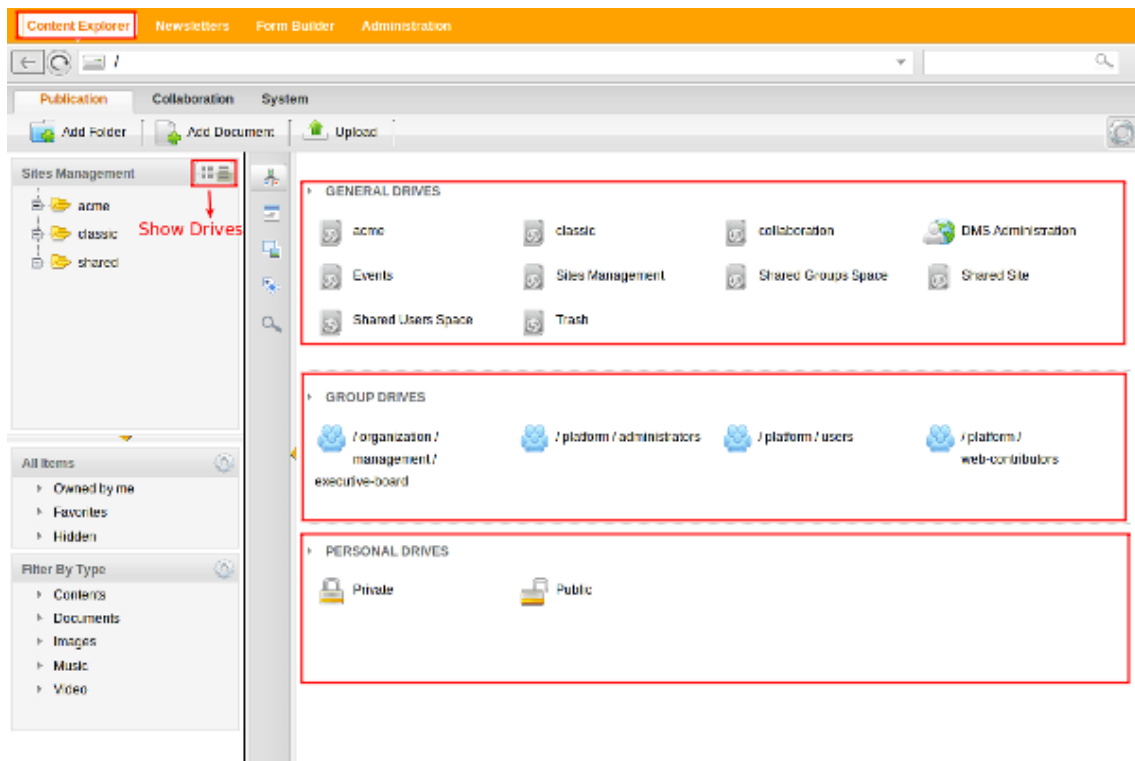 Content Explorer Newsletters Form Builder Administration
/
Publication Collaboration System
Add Folder Add Document Upload
Sites Management
acme
classic
shared
Show Drives
GENERAL DRIVES
acme classic collaboration DMS Administration
Events Sites Management Shared Groups Space Shared Site
Shared Users Space Trash
GROUP DRIVES
/ organization / / platform / administrators / platform / users / platform /
management / web-contributors
executive-board
All Items
Owned by me
Favorites
Hidden
PERSONAL DRIVES
Private Public
Filter By Type
Contents
Documents
Images
Music
Video